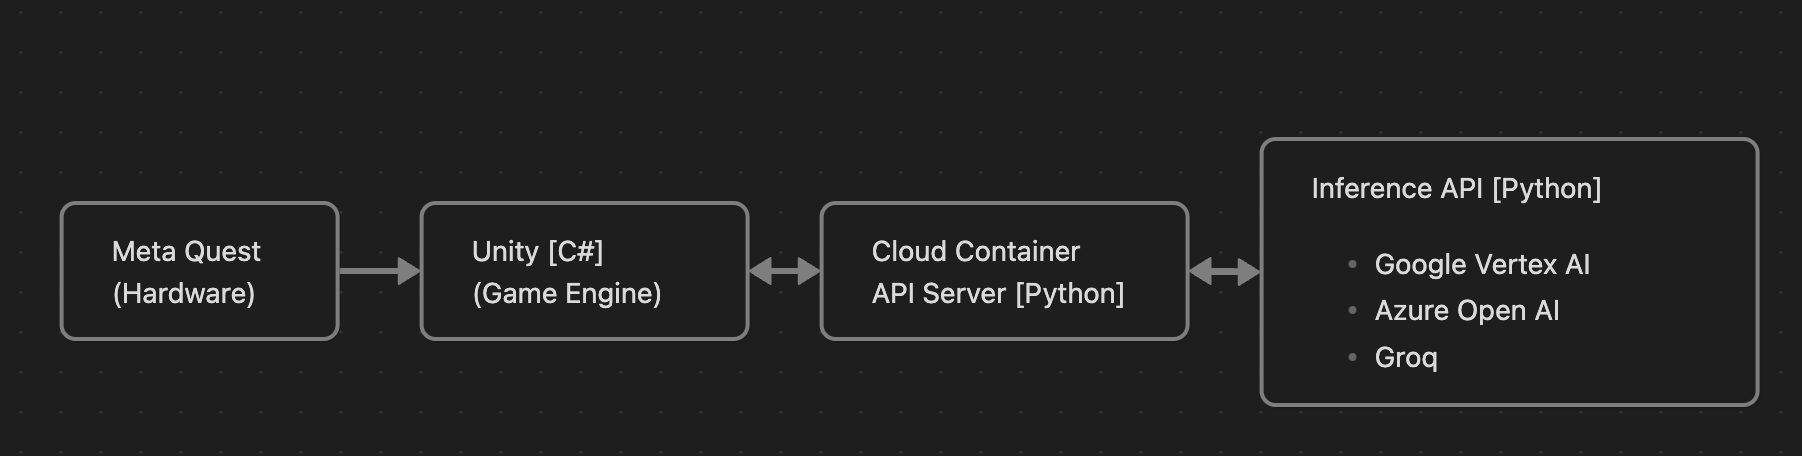 Meta Quest
(Hardware)
Unity [C#]
(Game Engine)
Cloud Container
API Server [Python]
Inference API [Python]
• Google Vertex AI
• Azure Open AI
• Groq